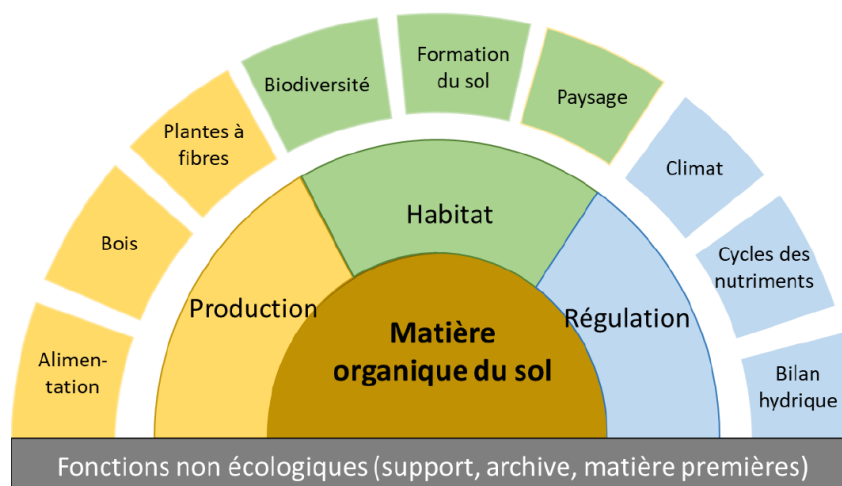 Formation
du sol
Biodiversité
Paysage
Plantes à
fibres
Climat
Habitat
Bois
Cycles des
nutriments
Production
Régulation
Matière
organique du sol
Alimen-
tation
Bilan
hydrique
Fonctions non écologiques (support, archive, matière premières)